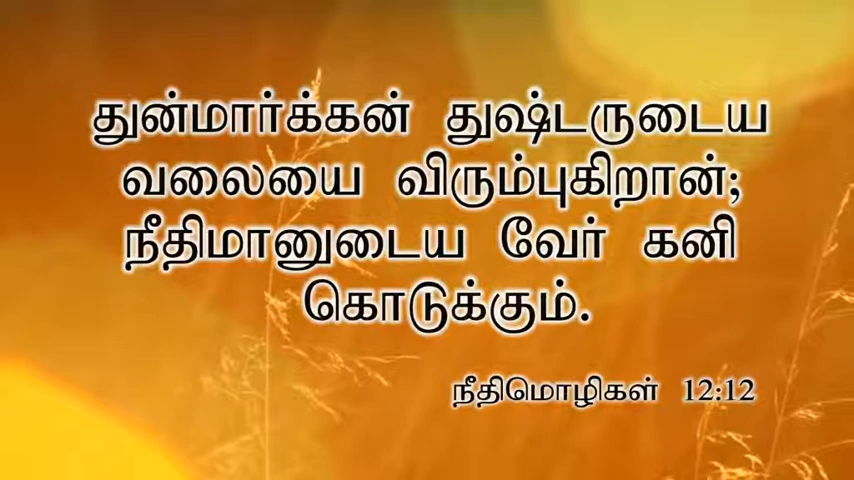 துன்மார்க்கன் துஷ்டருடைய
வலையை விரும்புகிறான்;
நீதிமானுடைய வேர் கனி
கொடுக்கும்.
நீதிமொழிகள் 12:12